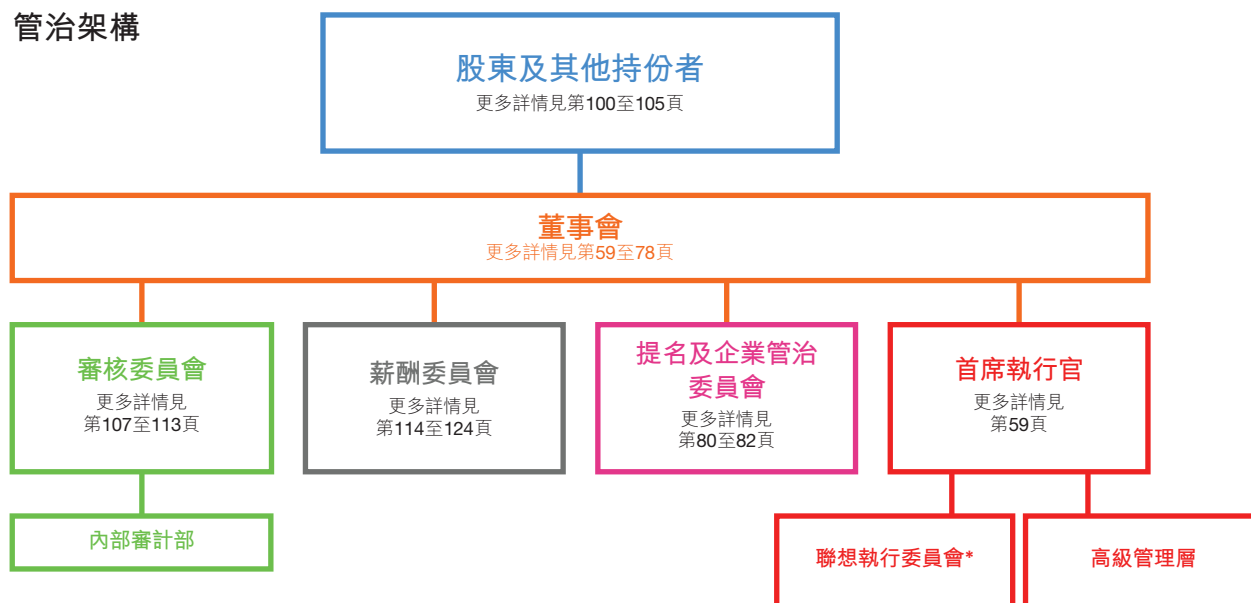 管治架構
股東及其他持份者
更多詳情見第100至105頁
董事會
更多詳情見第59至78頁
審核委員會
更多詳情見
第107至113頁
薪酬委員會
更多詳情見
第114至124頁
提名及企業管治
委員會
更多詳情見
第80至82頁
首席執行官
更多詳情見
第59頁
內部審計部
聯想執行委員會*
高級管理層